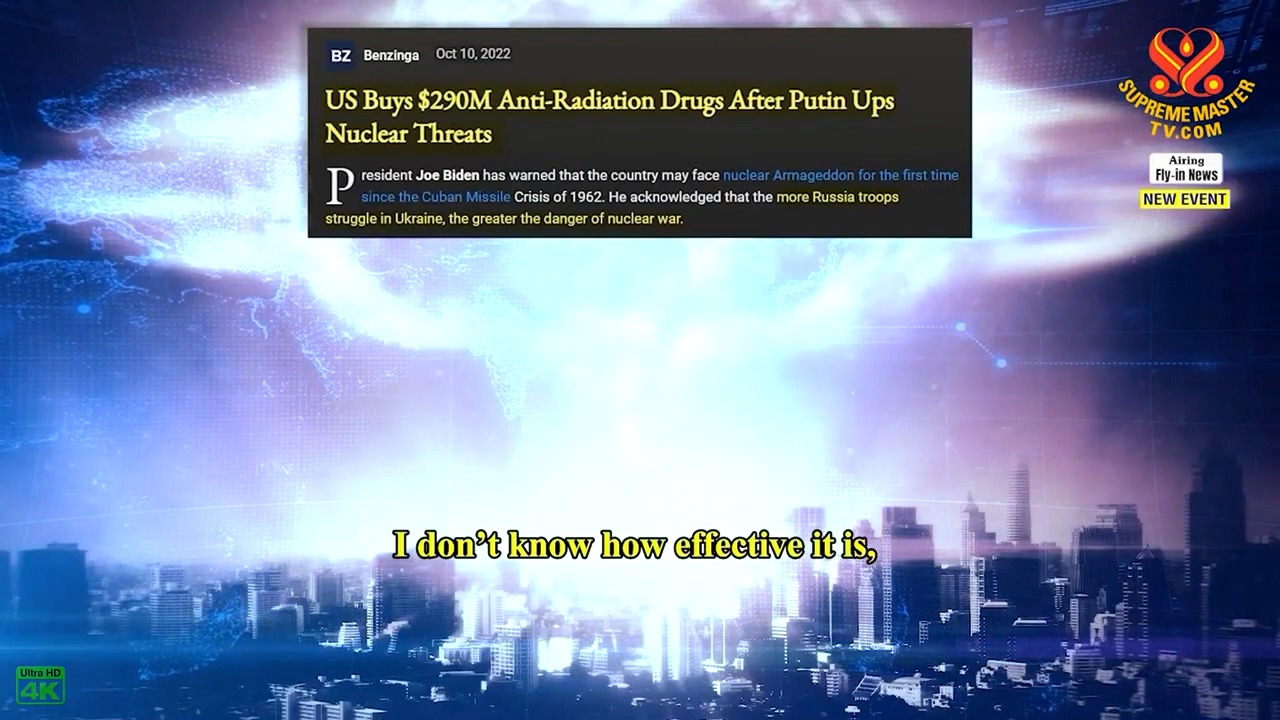 BZ Benzinga Oct 10, 2022
US Buys $290M Anti-Radiation Drugs After Putin Ups
Nuclear Threats
President Joe Biden has warned that the country may face nuclear Armageddon for the first time
since the Cuban Missile Crisis of 1962. He acknowledged that the more Russia troops
struggle in Ukraine, the greater the danger of nuclear war.
SUPREME MASTER
TV.COM
Airing
Fly-in News
NEW EVENT
I don't know how effective it is,
Ultra HD
4K